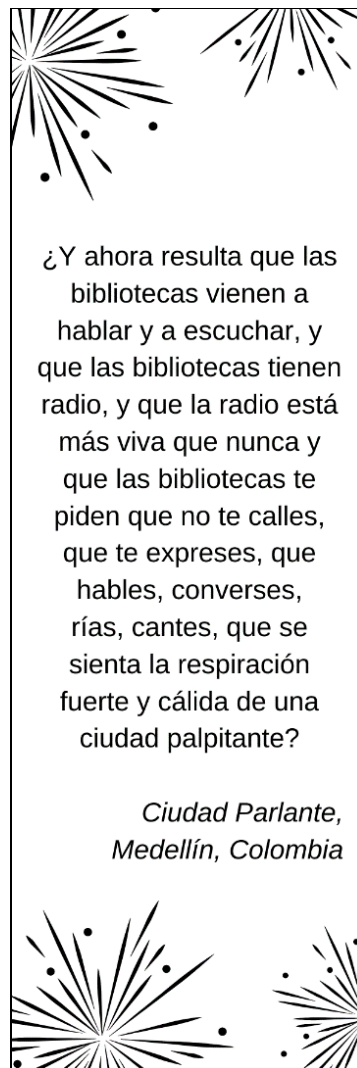 ¿Y ahora resulta que las
bibliotecas vienen a
hablar y a escuchar, y
que las bibliotecas tienen
radio, y que la radio está
más viva que nunca y
que las bibliotecas te
piden que no te calles,
que te expreses, que
hables, converses,
rías, cantes, que se
sienta la respiración
fuerte y cálida de una
ciudad palpitante?
Ciudad Parlante,
Medellín, Colombia